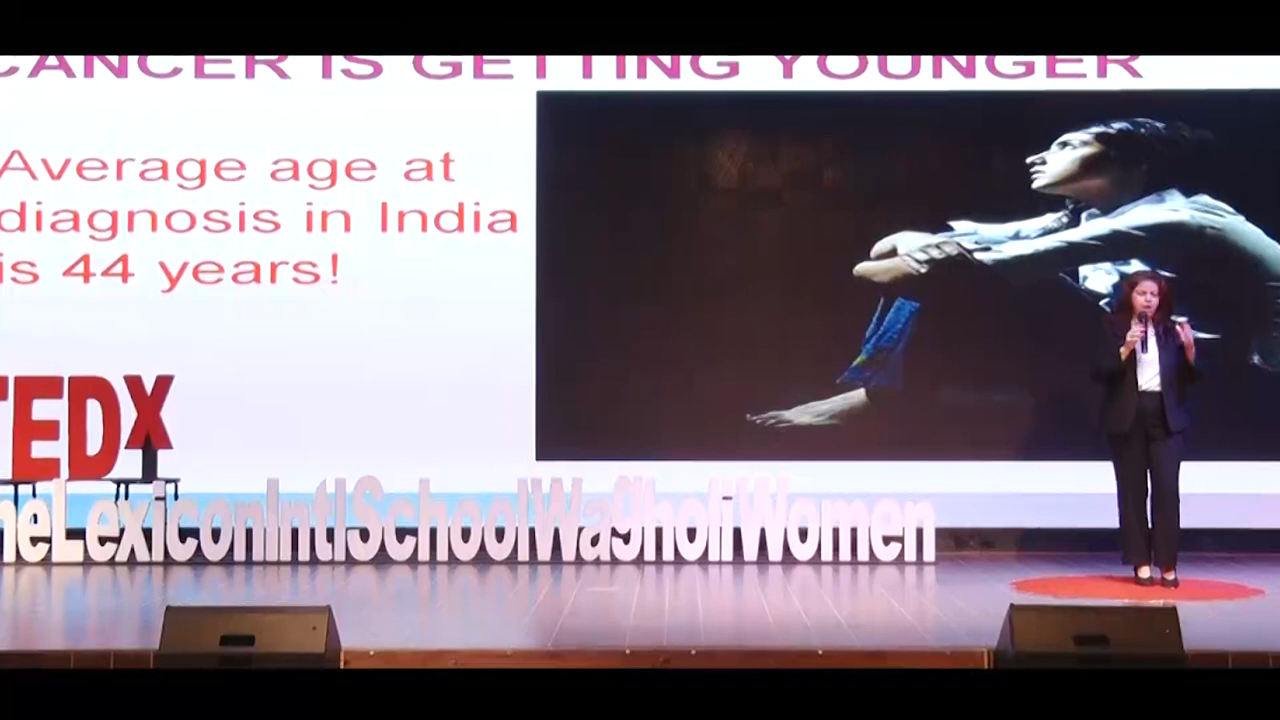 CANCER IS GETTING YOUNGER
Average age at
diagnosis in India
is 44 years!
TEDx
heLexiconIntlSchoolWagholiWomen